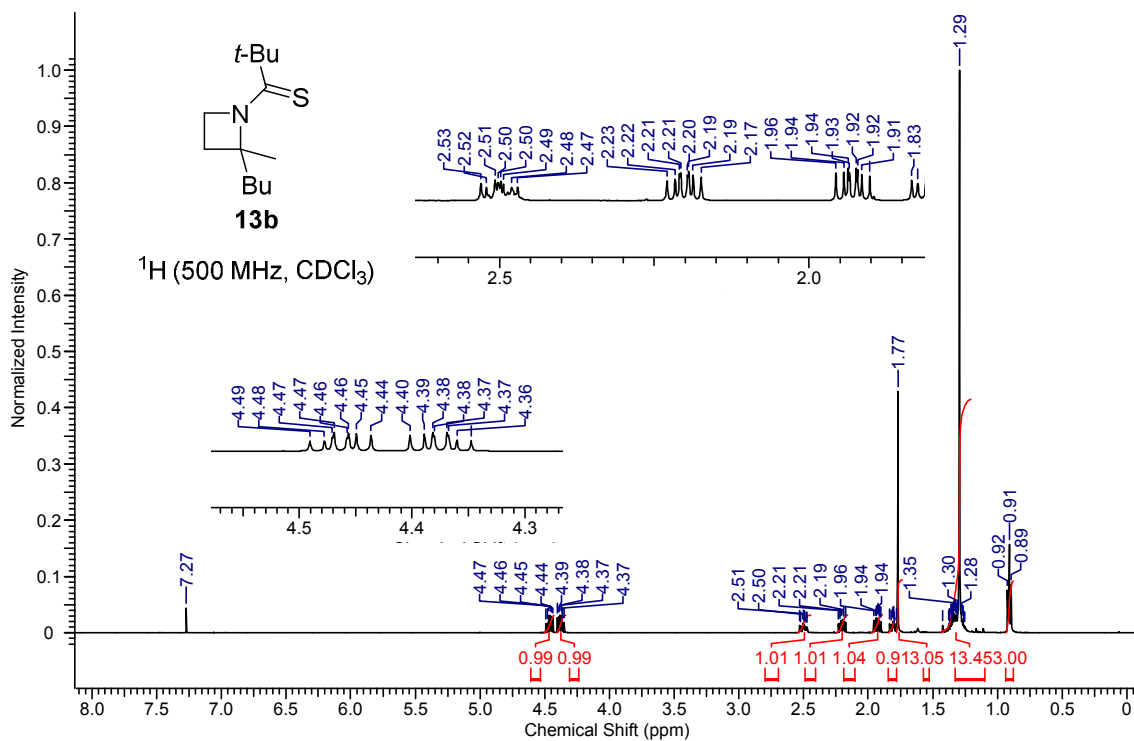 t-Bu
N
S
Bu
13b
¹H (500 MHz, CDCl₃)
Normalized Intensity
1.0
0.9
0.8
0.7
0.6
0.5
0.4
0.3
0.2
0.1
0
2.53 2.52 2.51 2.50 2.50 2.49 2.48 2.47 2.23 2.22 2.21 2.21 2.20 2.19 2.19 2.17 1.96 1.94 1.94 1.93 1.92 1.92 1.91 1.83
2.5 2.0
4.49 4.48 4.47 4.47 4.46 4.46 4.45 4.44 4.40 4.39 4.38 4.38 4.37 4.37 4.36
4.5 4.4 4.3
7.27 4.47 4.46 4.45 4.44 4.39 4.38 4.37 4.37 2.51 2.50 2.21 2.21 2.19 1.96 1.94 1.94 1.77 1.35 1.30 1.29 1.28 0.92 0.91 0.89
0.99 0.99 1.01 1.01 1.04 0.91 3.05 13.45 3.00
8.0 7.5 7.0 6.5 6.0 5.5 5.0 4.5 4.0 3.5 3.0 2.5 2.0 1.5 1.0 0.5 0
Chemical Shift (ppm)